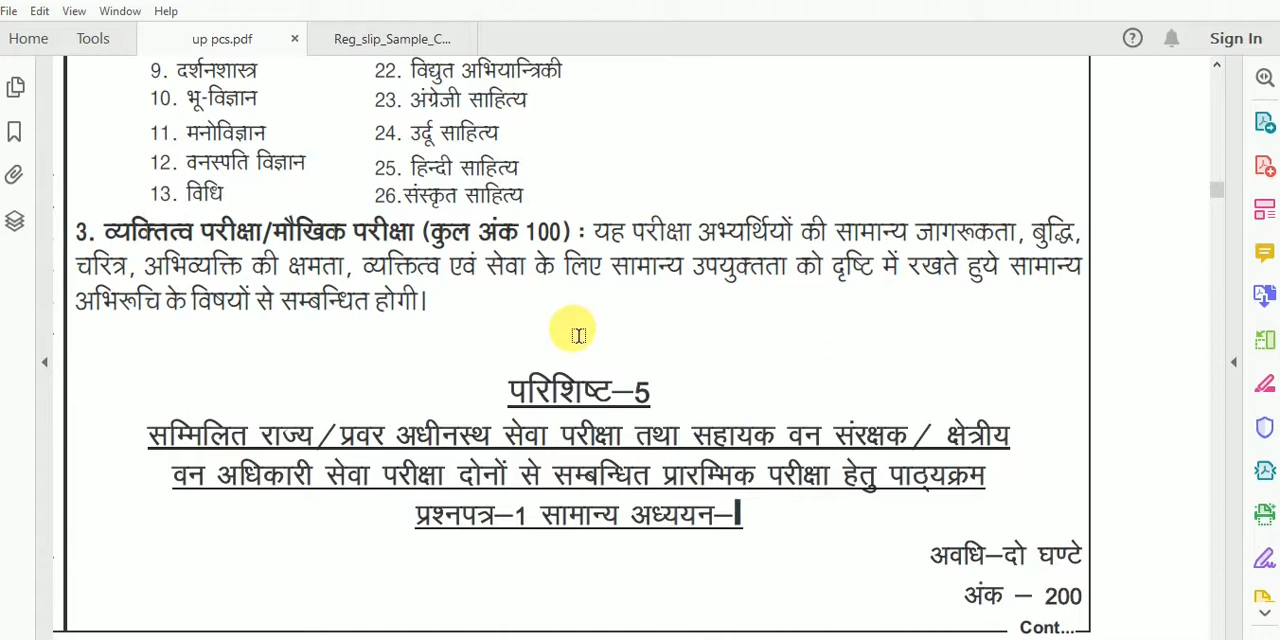 File Edit View Window Help
Home Tools up pcs.pdf × Reg_slip_Sample_C... Sign In
9. दर्शनशास्त्र 22. विद्युत अभियान्त्रिकी
10. भू-विज्ञान 23. अंग्रेजी साहित्य
11. मनोविज्ञान 24. उर्दू साहित्य
12. वनस्पति विज्ञान 25. हिन्दी साहित्य
13. विधि 26.संस्कृत साहित्य
3. व्यक्तित्व परीक्षा/मौखिक परीक्षा (कुल अंक 100) : यह परीक्षा अभ्यर्थियों की सामान्य जागरूकता, बुद्धि,
चरित्र, अभिव्यक्ति की क्षमता, व्यक्तित्व एवं सेवा के लिए सामान्य उपयुक्तता को दृष्टि में रखते हुये सामान्य
अभिरूचि के विषयों से सम्बन्धित होगी।
परिशिष्ट–5
सम्मिलित राज्य/प्रवर अधीनस्थ सेवा परीक्षा तथा सहायक वन संरक्षक/ क्षेत्रीय
वन अधिकारी सेवा परीक्षा दोनों से सम्बन्धित प्रारम्भिक परीक्षा हेतु पाठ्यक्रम
प्रश्नपत्र–1 सामान्य अध्ययन–I
अवधि–दो घण्टे
अंक – 200
Cont...